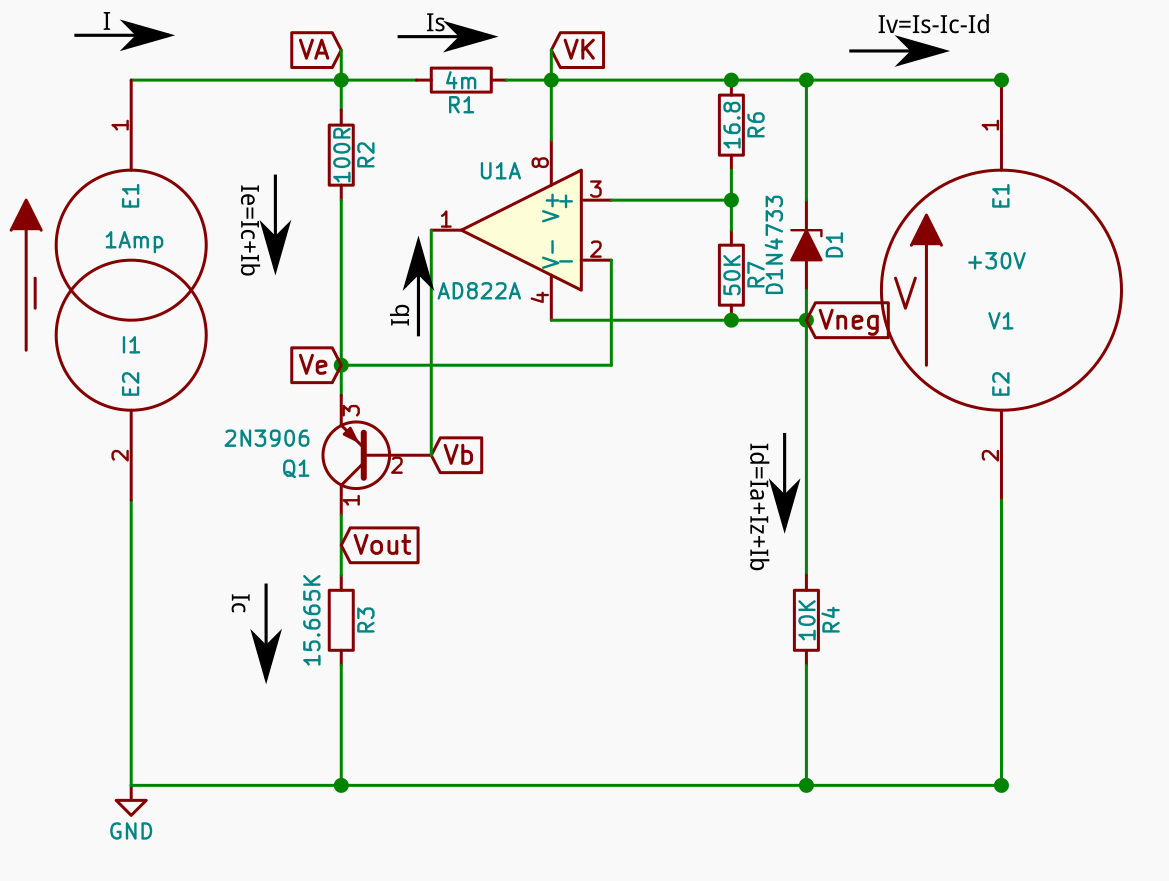 I
Is
Iv=Is-Ic-Id
VA
VK
4m
R1
1
E1
1Amp
I
I1
E2
2
GND
100R
R2
Ie=Ic+Ib
U1A
8
3
V+
+
1
V-
-
2
4
AD822A
Ib
16.8
R6
50K
R7
D1N4733
D1
Vneg
1
E1
+30V
V
V1
E2
2
Ve
3
2N3906
Q1
2
Vb
1
Vout
Ic
15.665K
R3
Id=Ia+Iz+Ib
10K
R4